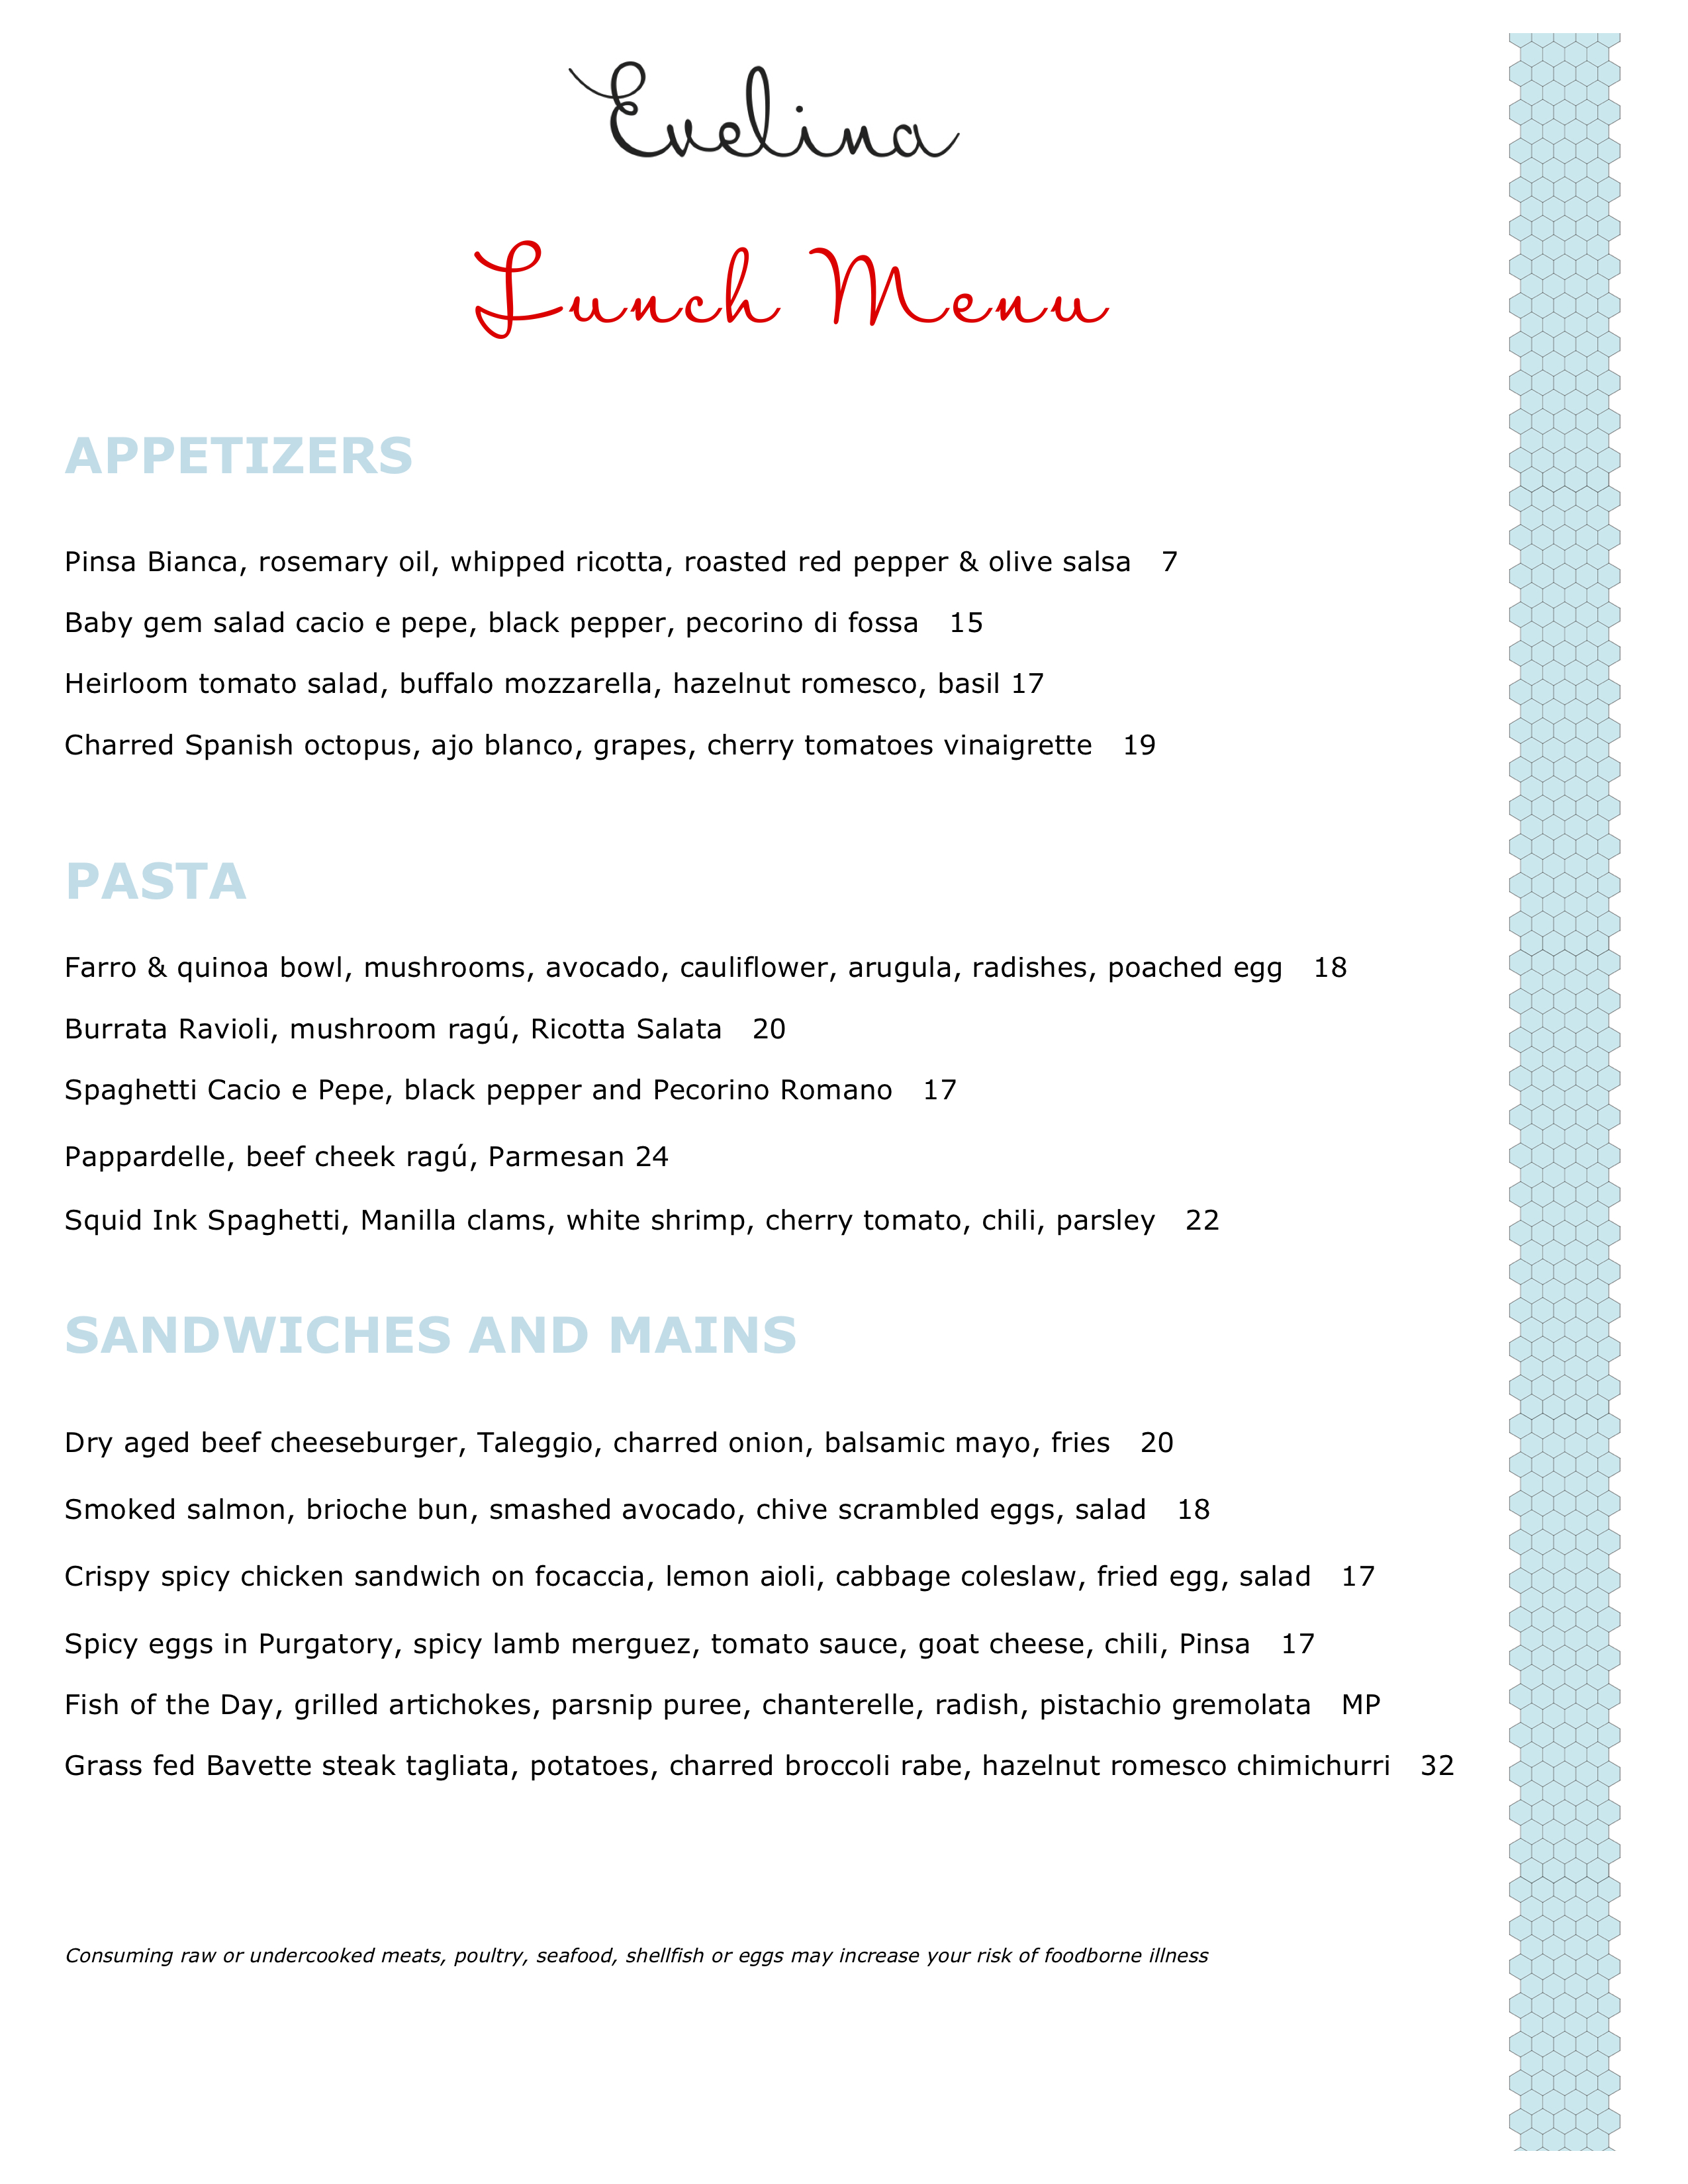 Evelina
Lunch Menu
APPETIZERS
Pinsa Bianca, rosemary oil, whipped ricotta, roasted red pepper & olive salsa 7
Baby gem salad cacio e pepe, black pepper, pecorino di fossa 15
Heirloom tomato salad, buffalo mozzarella, hazelnut romesco, basil 17
Charred Spanish octopus, ajo blanco, grapes, cherry tomatoes vinaigrette 19
PASTA
Farro & quinoa bowl, mushrooms, avocado, cauliflower, arugula, radishes, poached egg 18
Burrata Ravioli, mushroom ragú, Ricotta Salata 20
Spaghetti Cacio e Pepe, black pepper and Pecorino Romano 17
Pappardelle, beef cheek ragú, Parmesan 24
Squid Ink Spaghetti, Manilla clams, white shrimp, cherry tomato, chili, parsley 22
SANDWICHES AND MAINS
Dry aged beef cheeseburger, Taleggio, charred onion, balsamic mayo, fries 20
Smoked salmon, brioche bun, smashed avocado, chive scrambled eggs, salad 18
Crispy spicy chicken sandwich on focaccia, lemon aioli, cabbage coleslaw, fried egg, salad 17
Spicy eggs in Purgatory, spicy lamb merguez, tomato sauce, goat cheese, chili, Pinsa 17
Fish of the Day, grilled artichokes, parsnip puree, chanterelle, radish, pistachio gremolata MP
Grass fed Bavette steak tagliata, potatoes, charred broccoli rabe, hazelnut romesco chimichurri 32
Consuming raw or undercooked meats, poultry, seafood, shellfish or eggs may increase your risk of foodborne illness